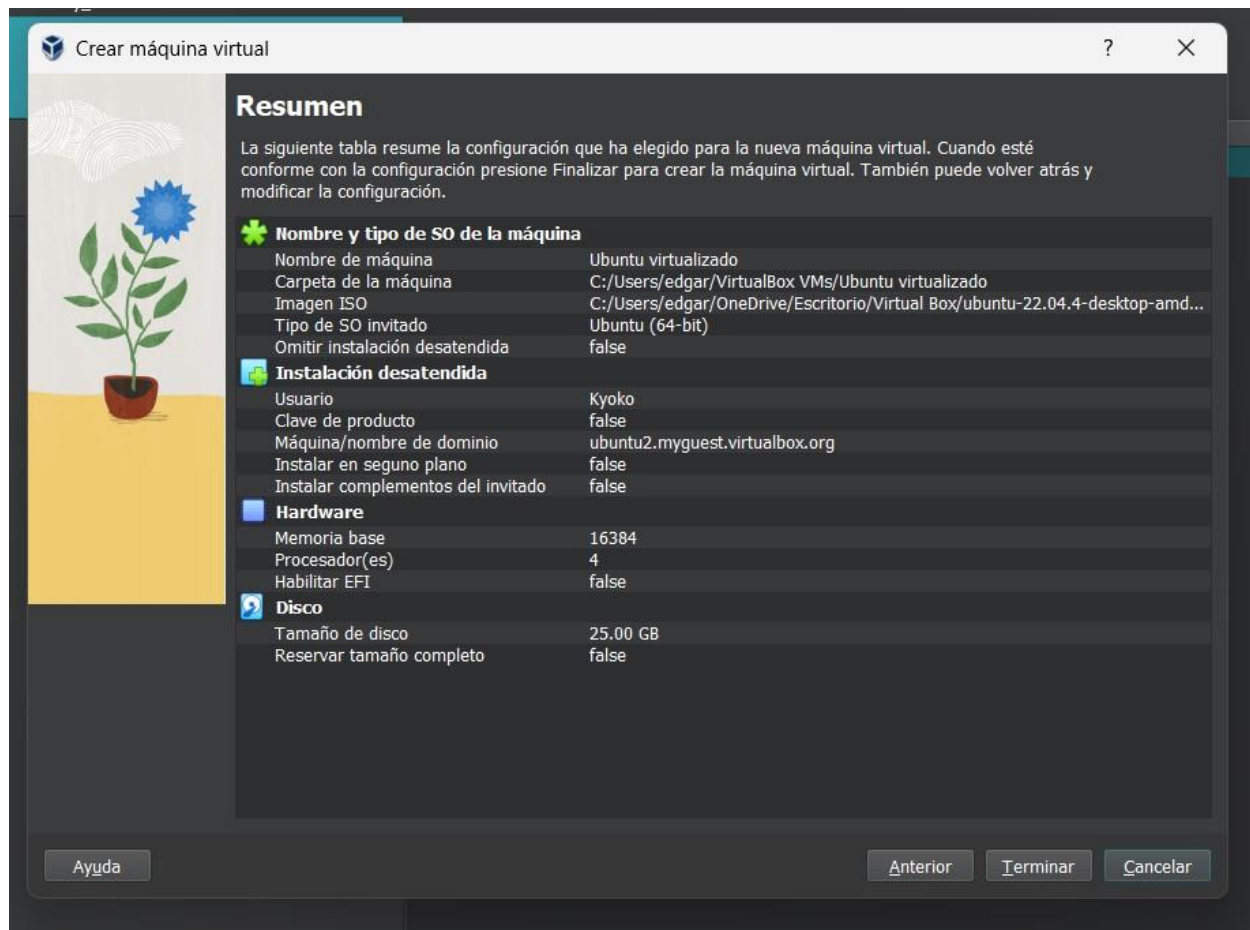 Crear máquina virtual
?
Resumen
La siguiente tabla resume la configuración que ha elegido para la nueva máquina virtual. Cuando esté
conforme con la configuración presione Finalizar para crear la máquina virtual. También puede volver atrás y
modificar la configuración.
Nombre y tipo de SO de la máquina
Nombre de máquina Ubuntu virtualizado
Carpeta de la máquina C:/Users/edgar/VirtualBox VMs/Ubuntu virtualizado
Imagen ISO C:/Users/edgar/OneDrive/Escritorio/Virtual Box/ubuntu-22.04.4-desktop-amd...
Tipo de SO invitado Ubuntu (64-bit)
Omitir instalación desatendida false
Instalación desatendida
Usuario Kyoko
Clave de producto false
Máquina/nombre de dominio ubuntu2.myguest.virtualbox.org
Instalar en seguno plano false
Instalar complementos del invitado false
Hardware
Memoria base 16384
Procesador(es) 4
Habilitar EFI false
Disco
Tamaño de disco 25.00 GB
Reservar tamaño completo false
Ayuda Anterior Terminar Cancelar